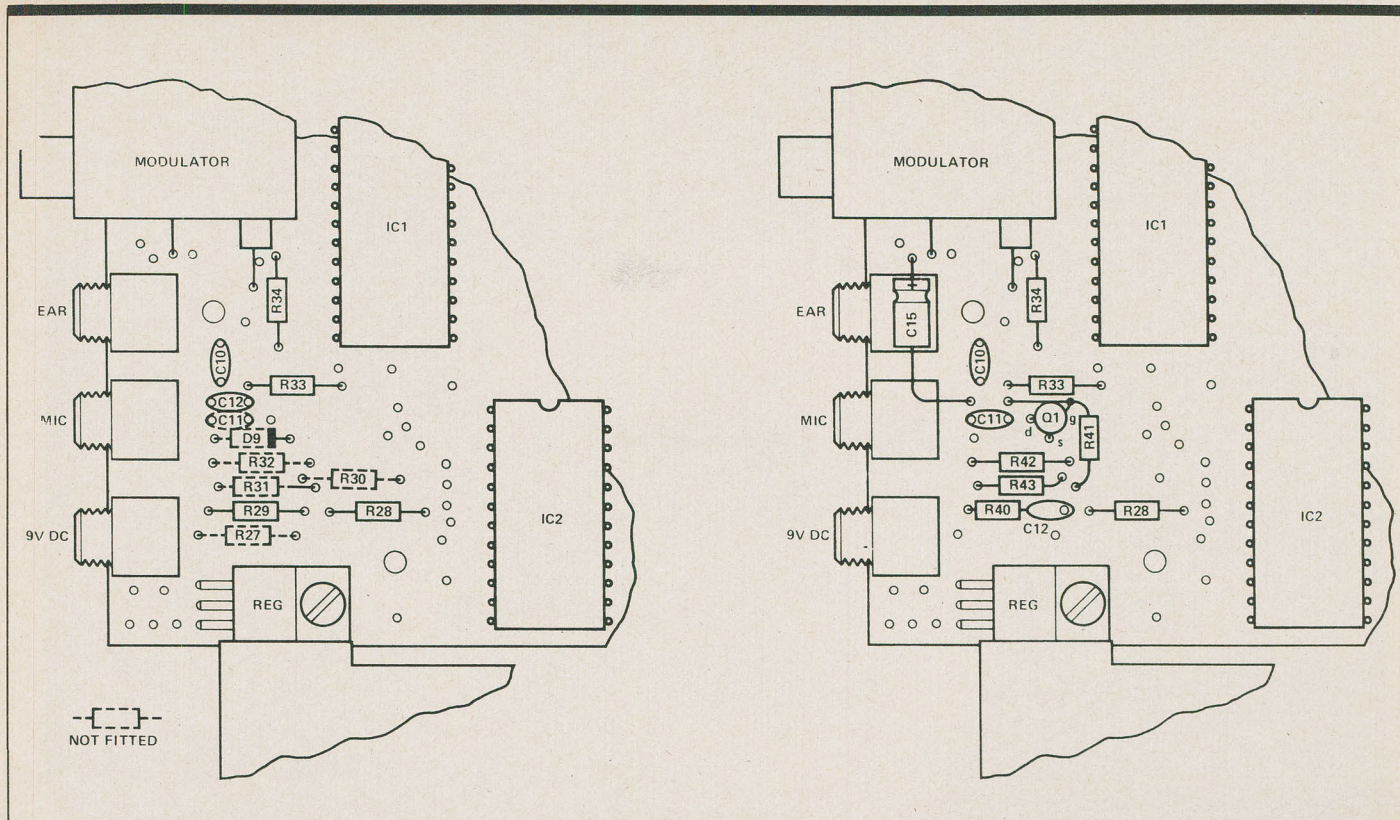 MODULATOR
IC1
EAR
R34
C10
R33
C12
C11
MIC
D9
R32
R31
R30
R29
R28
R27
9V DC
IC2
REG
NOT FITTED
MODULATOR
IC1
EAR
C15
+
R34
C10
R33
C11
Q1
d
g
s
R41
MIC
R42
R43
R40
C12
R28
9V DC
IC2
REG